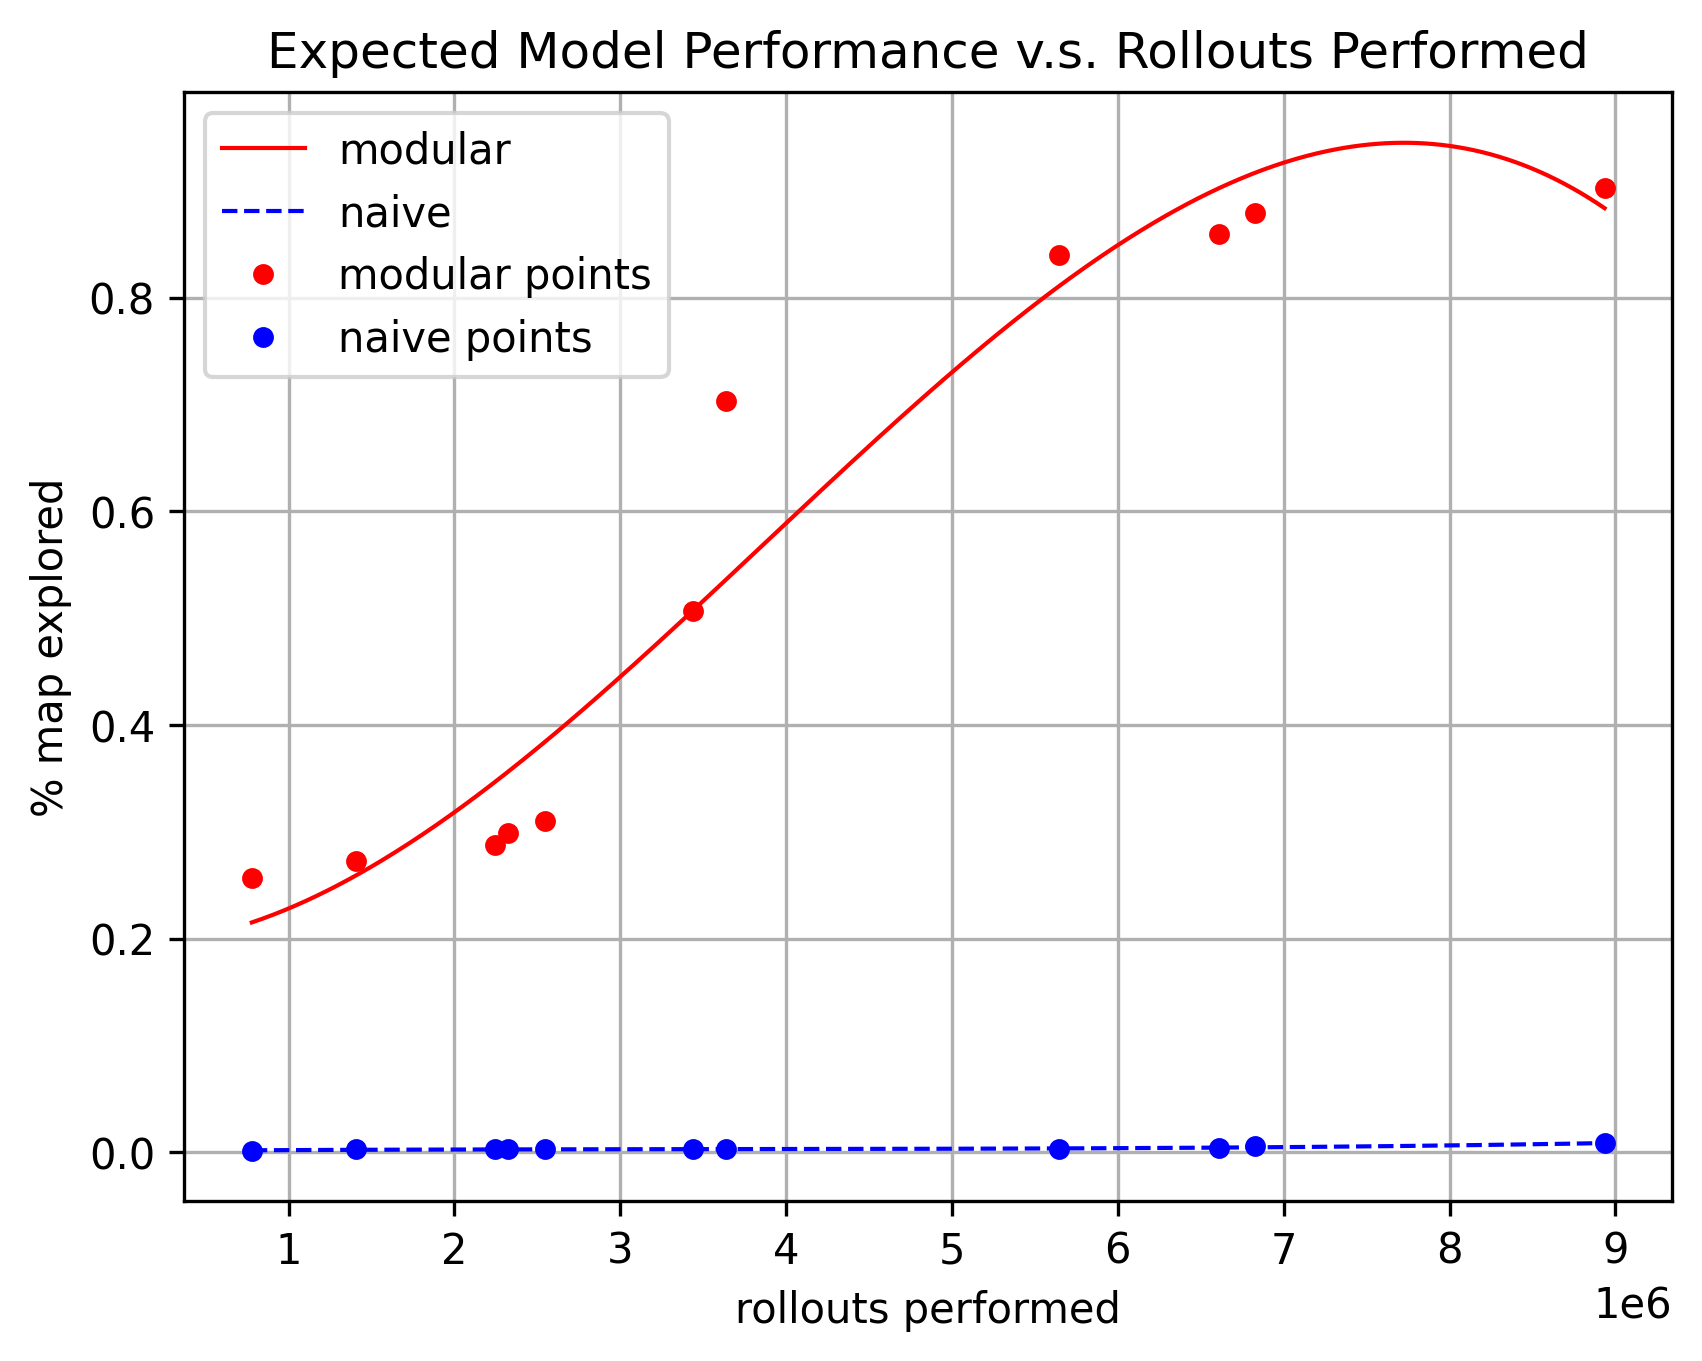 Expected Model Performance v.s. Rollouts Performed
modular
naive
modular points
naive points
% map explored
0.8
0.6
0.4
0.2
0.0
1 2 3 4 5 6 7 8 9
1e6
rollouts performed